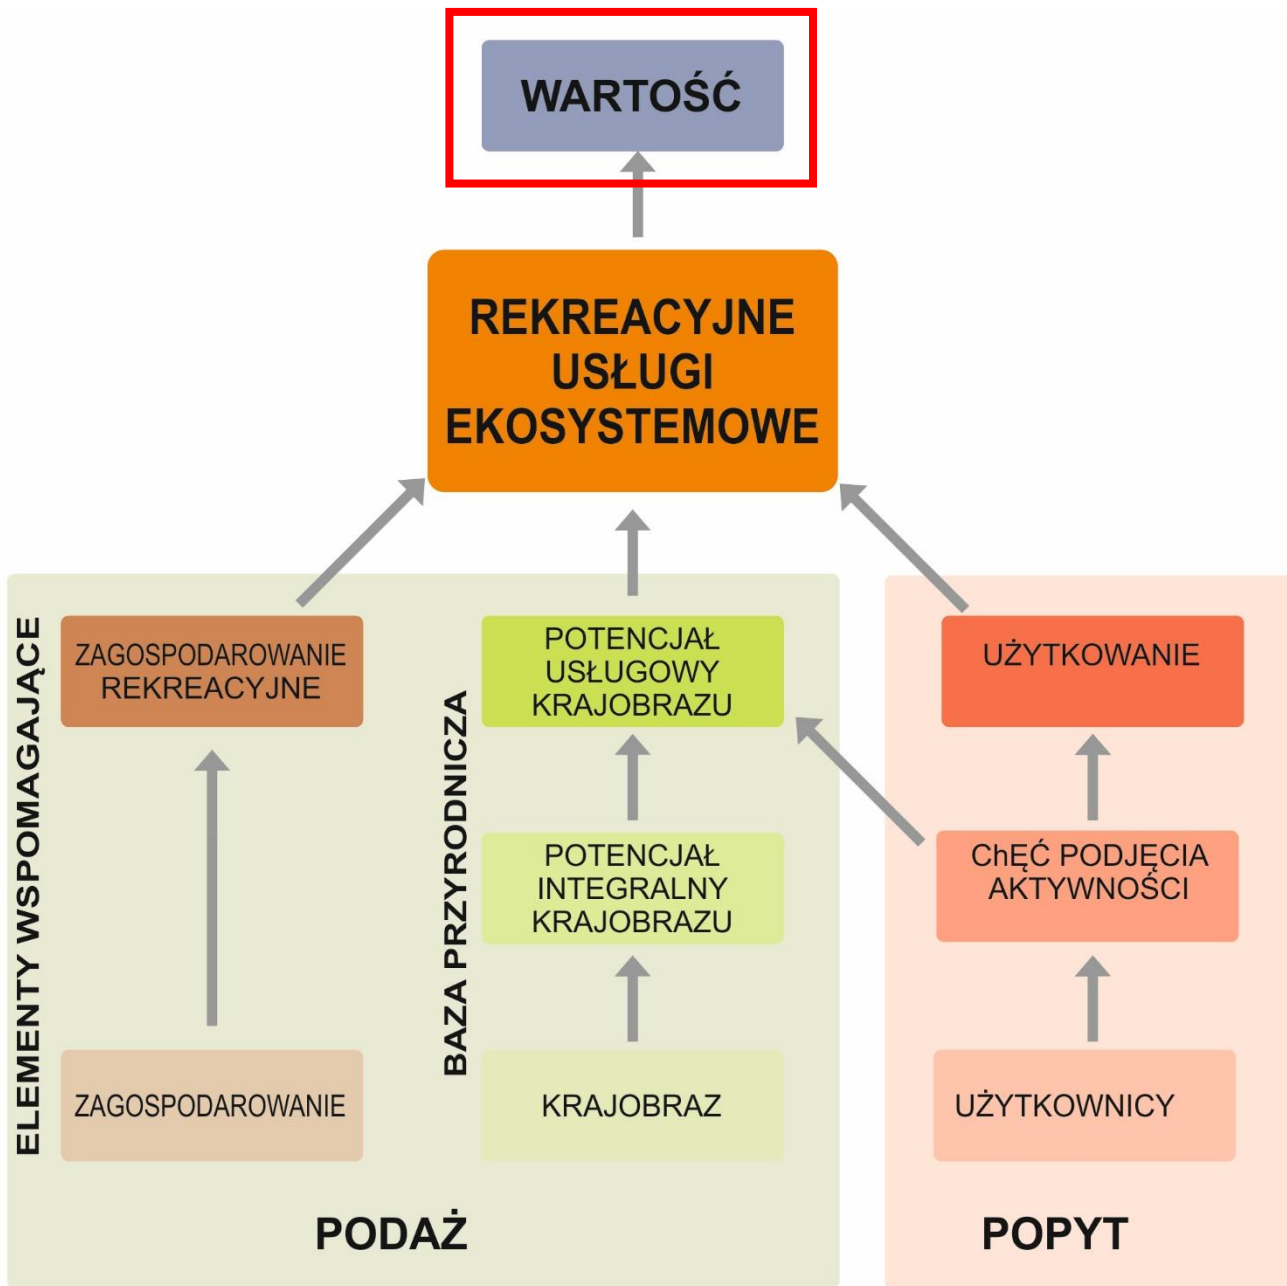 WARTOŚĆ
REKREACYJNE
USŁUGI
EKOSYSTEMOWE
ELEMENTY WSPOMAGAJĄCE
ZAGOSPODAROWANIE
REKREACYJNE
ZAGOSPODAROWANIE
BAZA PRZYRODNICZA
POTENCJAŁ
USŁUGOWY
KRAJOBRAZU
POTENCJAŁ
INTEGRALNY
KRAJOBRAZU
KRAJOBRAZ
PODAŻ
UŻYTKOWANIE
ChĘĆ PODJĘCIA
AKTYWNOŚCI
UŻYTKOWNICY
POPYT